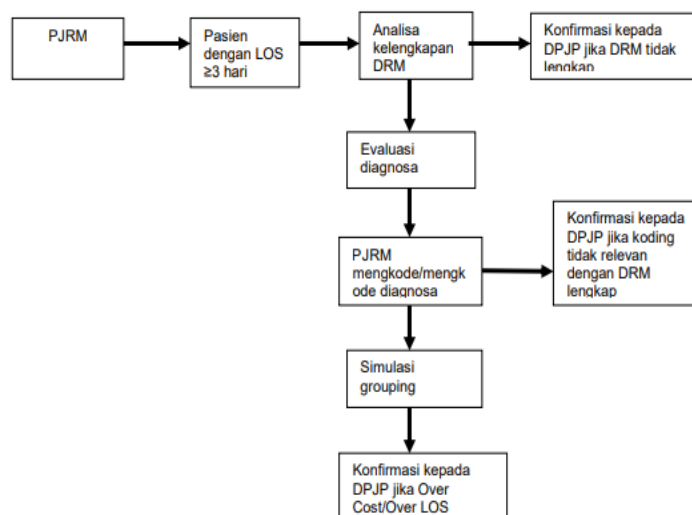 PJRM
Pasien
dengan LOS
≥3 hari
Analisa
kelengkapan
DRM
Konfirmasi kepada
DPJP jika DRM tidak
lengkap
Evaluasi
diagnosa
PJRM
mengkode/mengk
ode diagnosa
Konfirmasi kepada
DPJP jika koding
tidak relevan
dengan DRM
lengkap
Simulasi
grouping
Konfirmasi kepada
DPJP jika Over
Cost/Over LOS